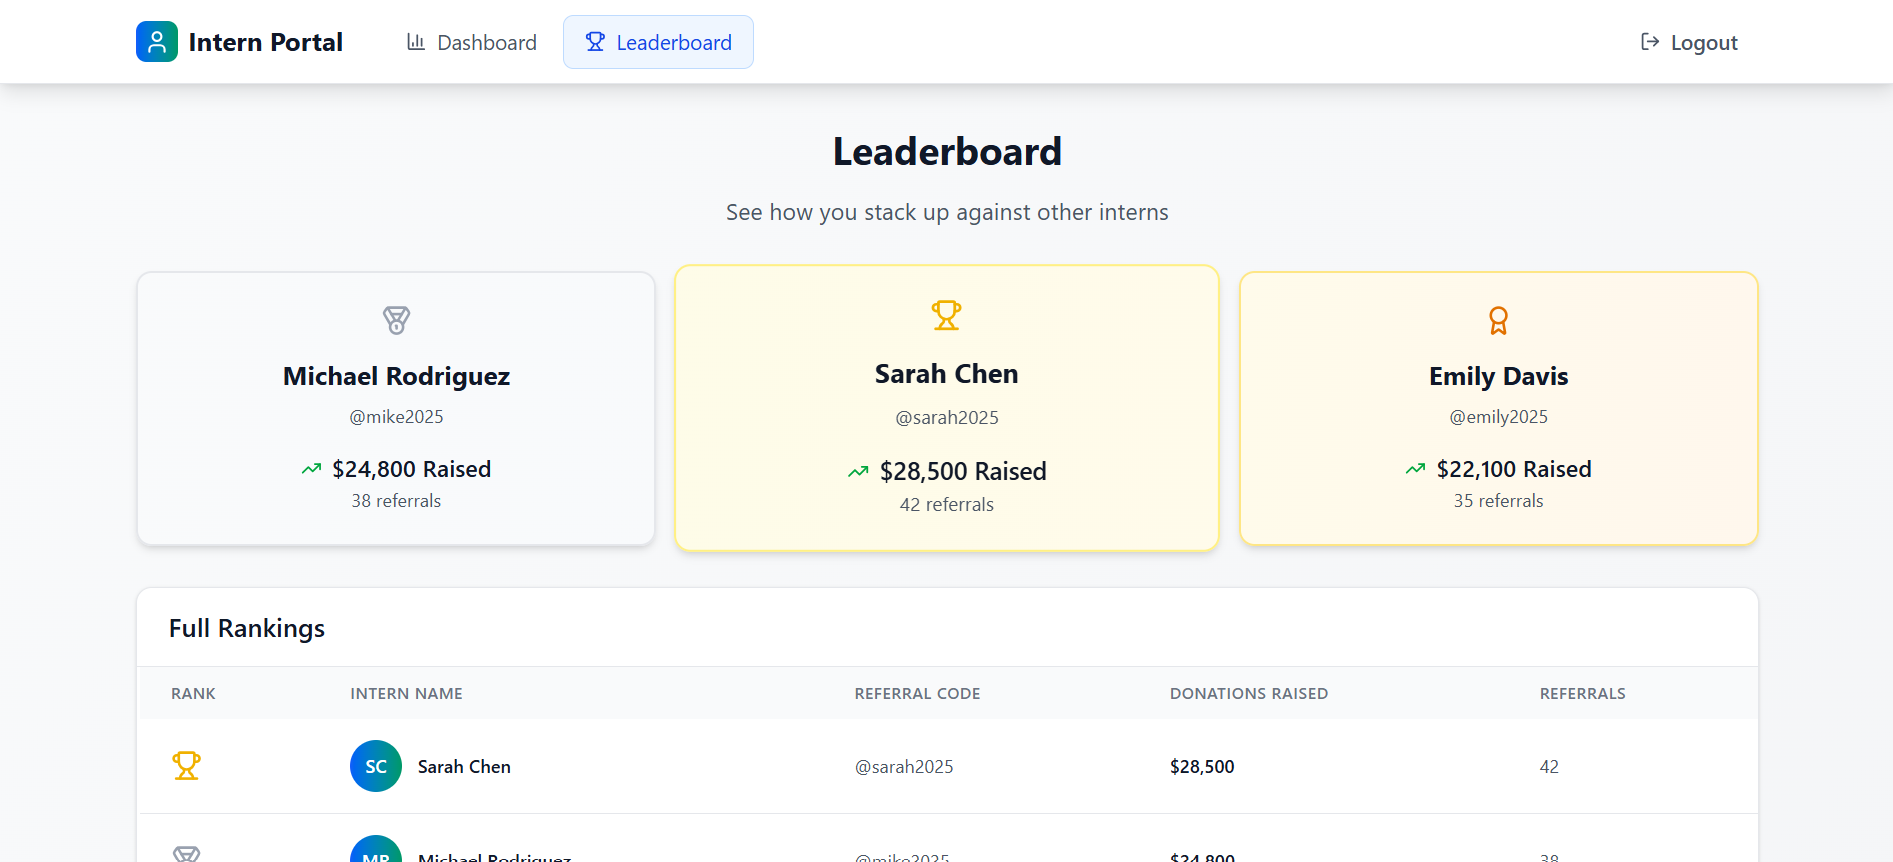 Intern Portal
Dashboard
Leaderboard
Logout
Leaderboard
See how you stack up against other interns
Michael Rodriguez
@mike2025
$24,800 Raised
38 referrals
Sarah Chen
@sarah2025
$28,500 Raised
42 referrals
Emily Davis
@emily2025
$22,100 Raised
35 referrals
Full Rankings
RANK INTERN NAME REFERRAL CODE DONATIONS RAISED REFERRALS
SC Sarah Chen @sarah2025 $28,500 42
MR Michael Rodriguez @mike2025 $24,800 38